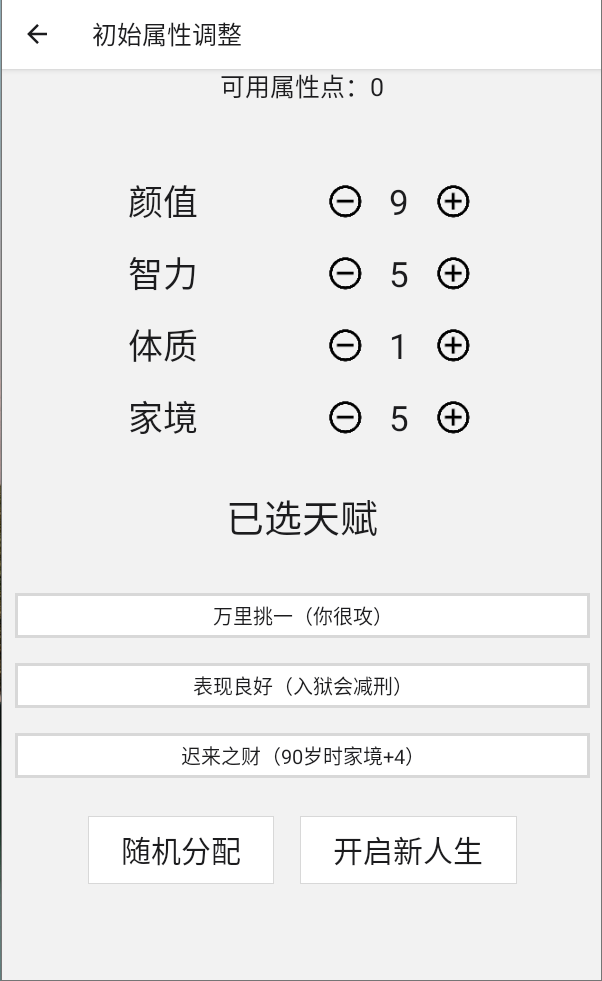 初始属性调整
可用属性点：0
颜值 9
智力 5
体质 1
家境 5
已选天赋
万里挑一（你很攻）
表现良好（入狱会减刑）
迟来之财（90岁时家境+4）
随机分配 开启新人生